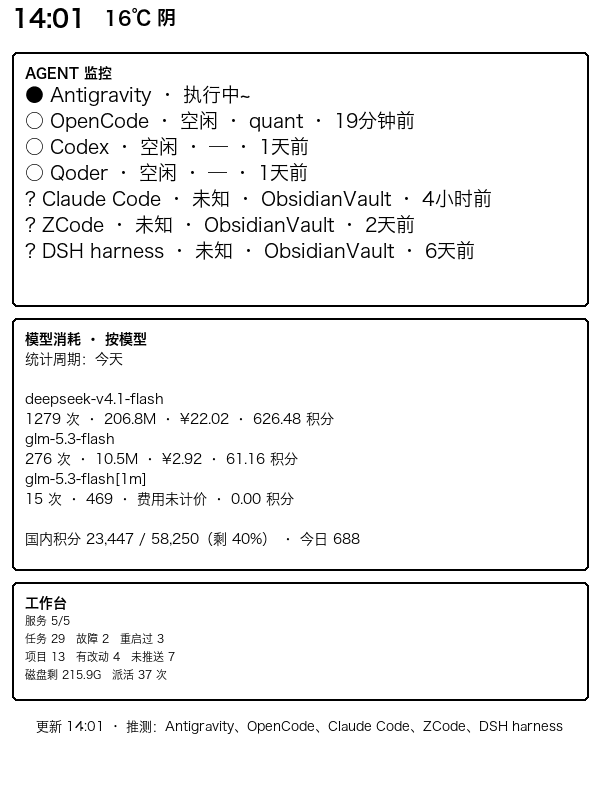 14:01 16℃ 阴
AGENT 监控
● Antigravity · 执行中~
○ OpenCode · 空闲 · quant · 19分钟前
○ Codex · 空闲 · — · 1天前
○ Qoder · 空闲 · — · 1天前
? Claude Code · 未知 · ObsidianVault · 4小时前
? ZCode · 未知 · ObsidianVault · 2天前
? DSH harness · 未知 · ObsidianVault · 6天前
模型消耗 · 按模型
统计周期：今天
deepseek-v4.1-flash
1279 次 · 206.8M · ¥22.02 · 626.48 积分
glm-5.3-flash
276 次 · 10.5M · ¥2.92 · 61.16 积分
glm-5.3-flash[1m]
15 次 · 469 · 费用未计价 · 0.00 积分
国内积分 23,447 / 58,250（剩 40%） · 今日 688
工作台
服务 5/5
任务 29 故障 2 重启过 3
项目 13 有改动 4 未推送 7
磁盘剩 215.9G 派活 37 次
更新 14:01 · 推测：Antigravity、OpenCode、Claude Code、ZCode、DSH harness